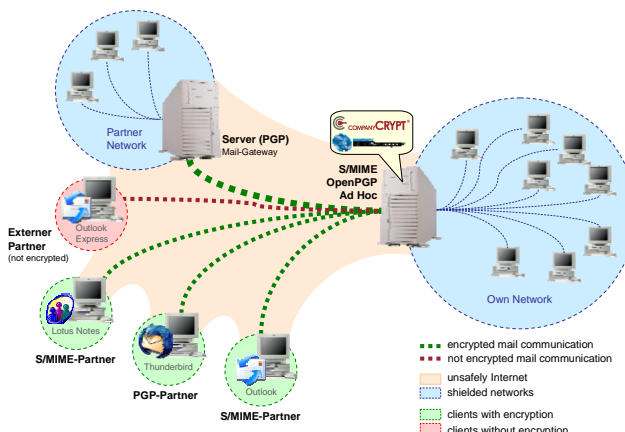 Partner
Network
Server (PGP)
Mail-Gateway
COMPANYCRYPT®
S/MIME
OpenPGP
Ad Hoc
Own Network
Outlook
Express
Externer
Partner
(not encrypted)
Lotus Notes
S/MIME-Partner
Thunderbird
PGP-Partner
Outlook
S/MIME-Partner
encrypted mail communication
not encrypted mail communication
unsafely Internet
shielded networks
clients with encryption
clients without encryption